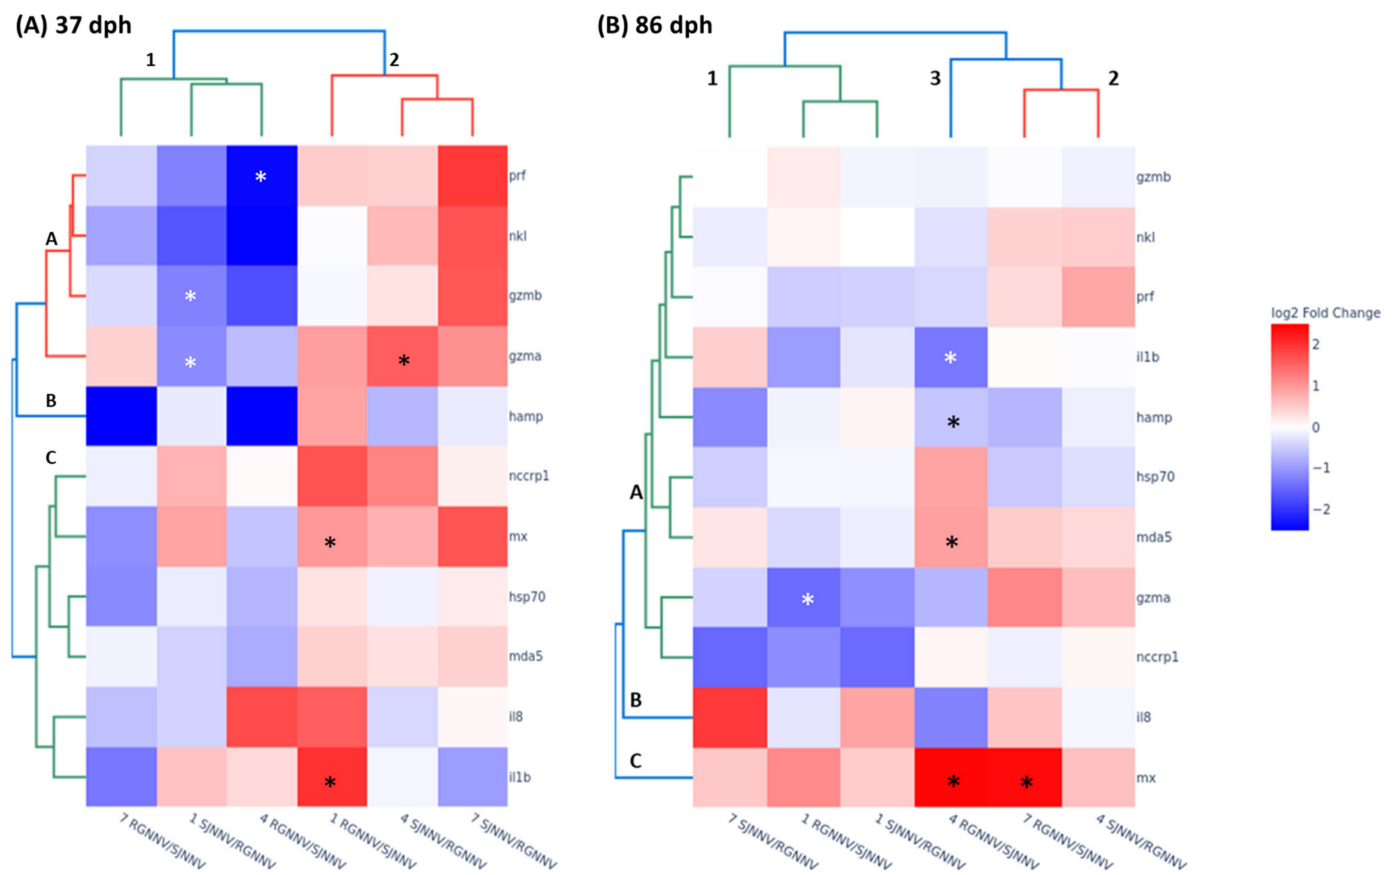 (A) 37 dph
(B) 86 dph
1
2
1
3
2
A
B
C
*
*
*
*
*
*
prf
nkl
gzmb
gzma
hamp
nccrp1
mx
hsp70
mda5
il8
il1b
7 RGNNV/SJNNV
1 SJNNV/RGNNV
4 RGNNV/SJNNV
1 RGNNV/SJNNV
4 SJNNV/RGNNV
7 SJNNV/RGNNV
A
B
C
*
*
*
*
*
*
gzmb
nkl
prf
il1b
hamp
hsp70
mda5
gzma
nccrp1
il8
mx
7 SJNNV/RGNNV
1 RGNNV/SJNNV
1 SJNNV/RGNNV
4 RGNNV/SJNNV
7 RGNNV/SJNNV
4 SJNNV/RGNNV
log2 Fold Change
2
1
0
−1
−2